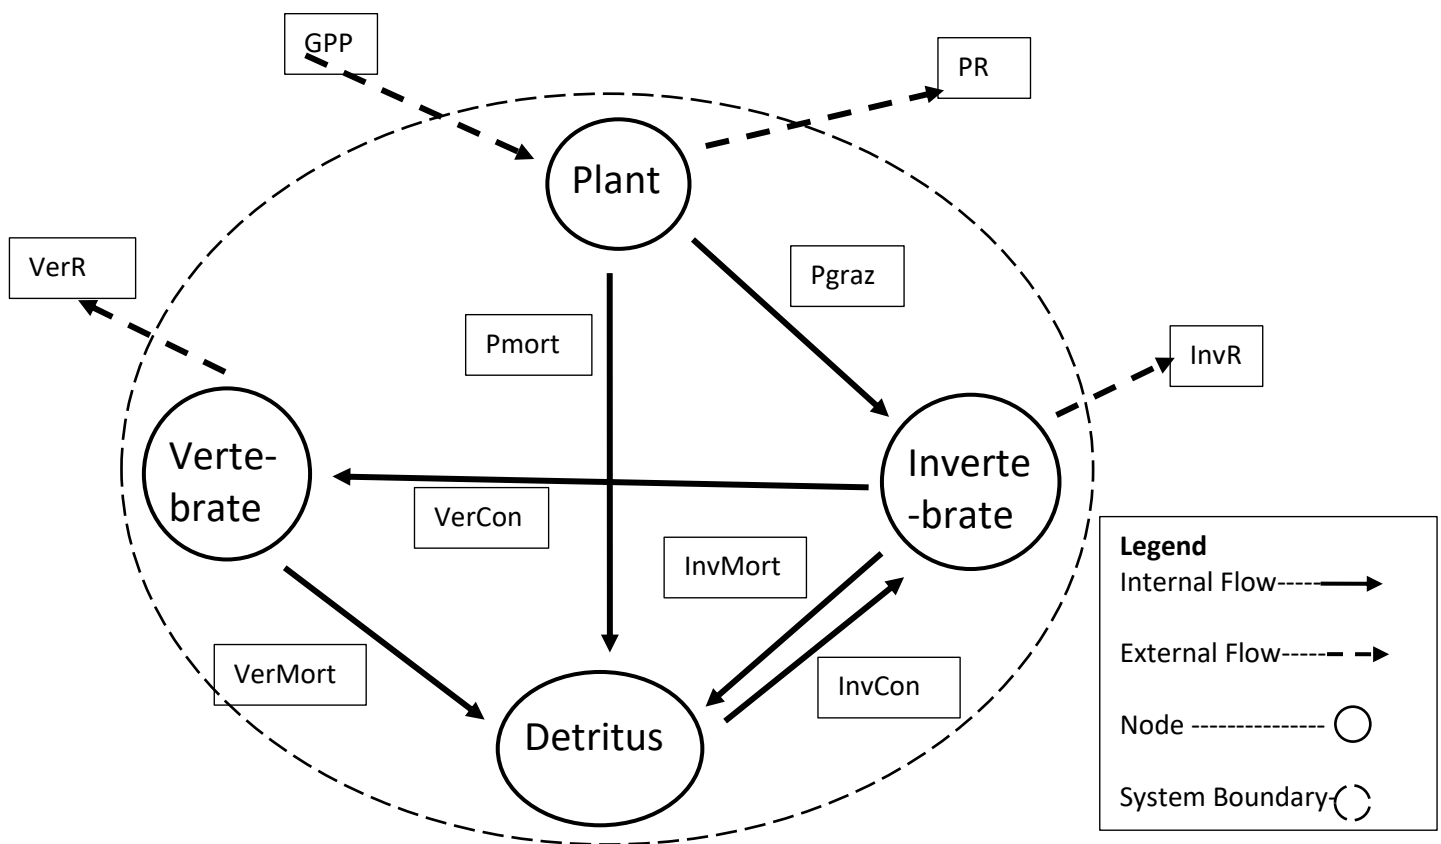 GPP
PR
Plant
VerR
Pgraz
Pmort
InvR
Verte-
brate
Inverte
-brate
VerCon
InvMort
VerMort
InvCon
Detritus
Legend
Internal Flow-----
External Flow-----
Node ---------------
System Boundary-